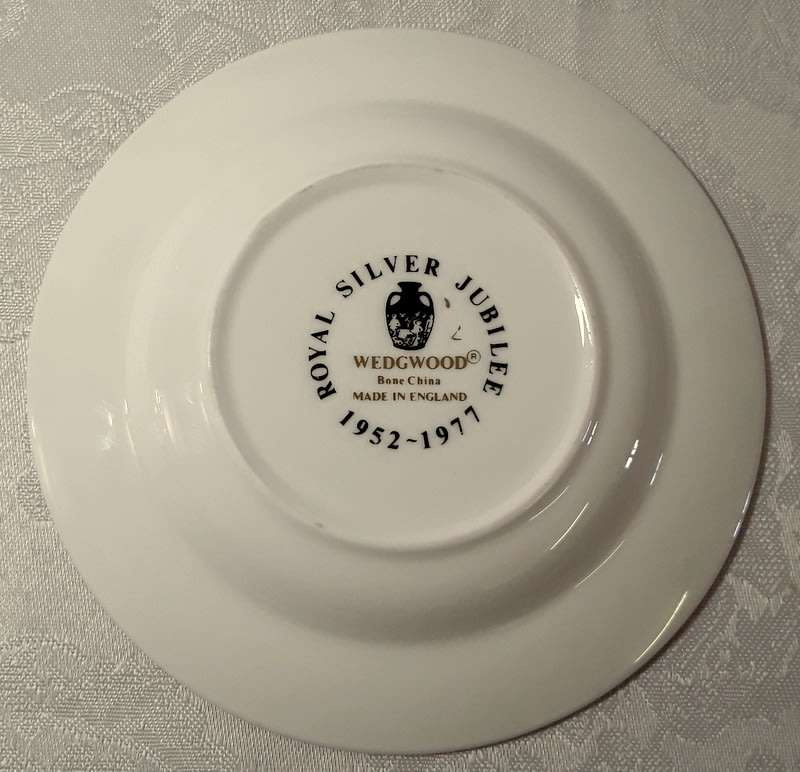 ROYAL SILVER JUBILEE
WEDGWOOD®
Bone China
MADE IN ENGLAND
1952~1977